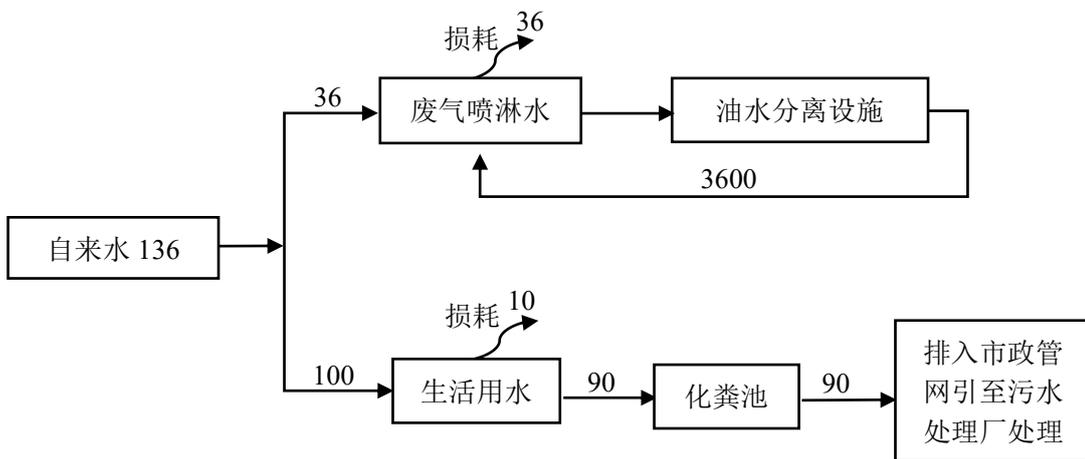 损耗 36
36
废气喷淋水
油水分离设施
3600
自来水 136
损耗 10
100
生活用水
90
化粪池
90
排入市政管
网引至污水
处理厂处理